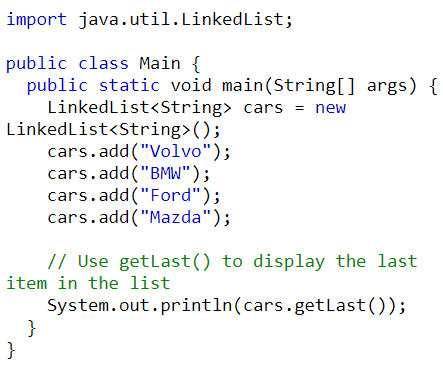 import java.util.LinkedList;

public class Main {
  public static void main(String[] args) {
    LinkedList<String> cars = new
LinkedList<String>();
    cars.add("Volvo");
    cars.add("BMW");
    cars.add("Ford");
    cars.add("Mazda");

    // Use getLast() to display the last
item in the list
    System.out.println(cars.getLast());
  }
}